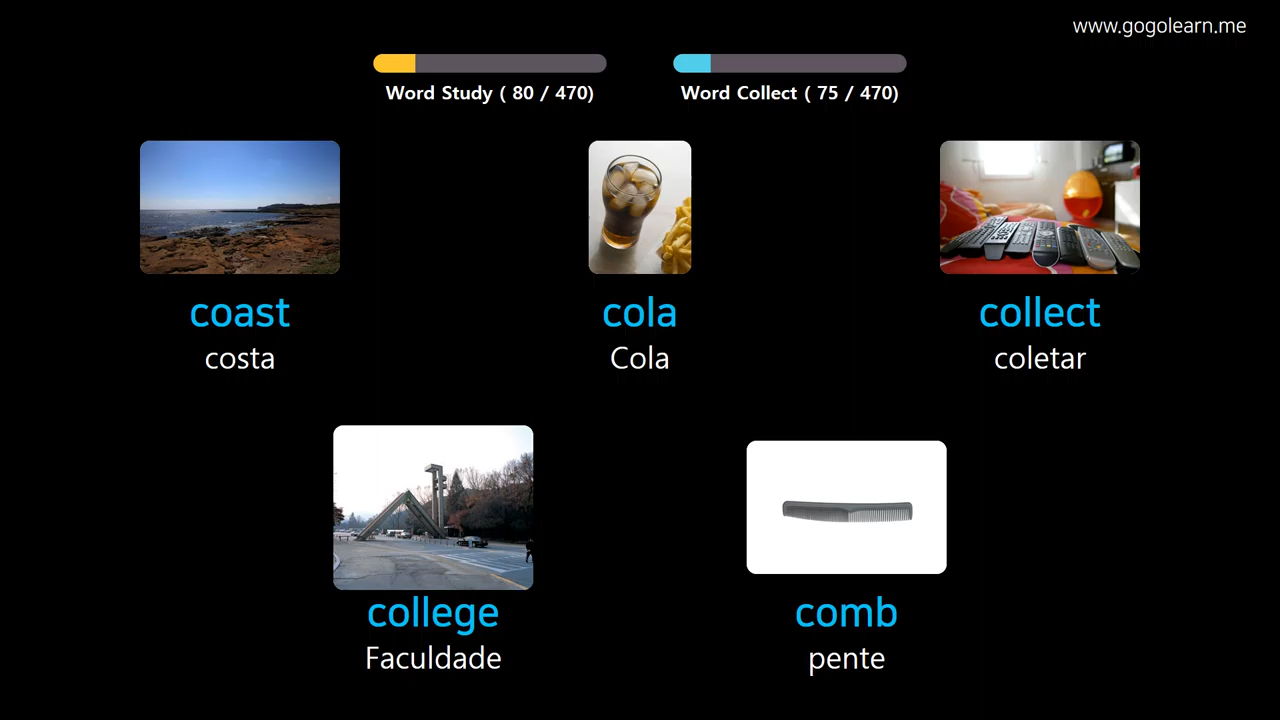 www.gogolearn.me
Word Study ( 80 / 470)
Word Collect ( 75 / 470)
coast
costa
cola
Cola
collect
coletar
college
Faculdade
comb
pente